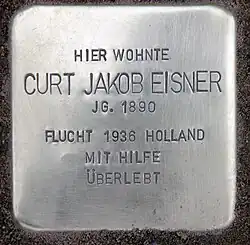 HIER WOHNTE
CURT JAKOB EISNER
JG. 1890
FLUCHT 1936 HOLLAND
MIT HILFE
ÜBERLEBT